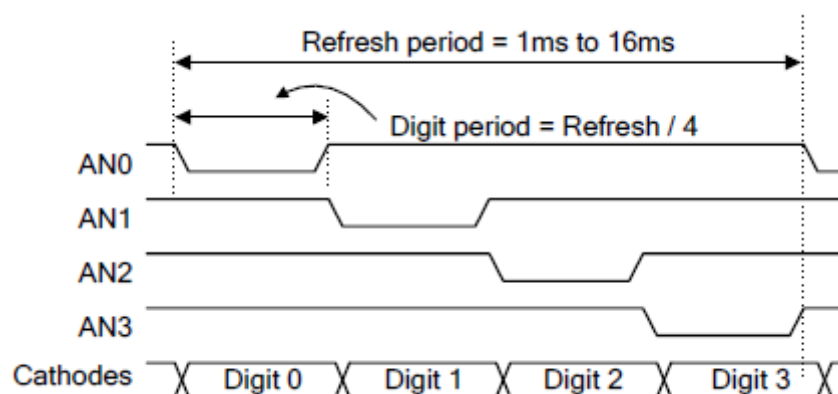 Refresh period = 1ms to 16ms
Digit period = Refresh / 4
AN0
AN1
AN2
AN3
Cathodes Digit 0 Digit 1 Digit 2 Digit 3